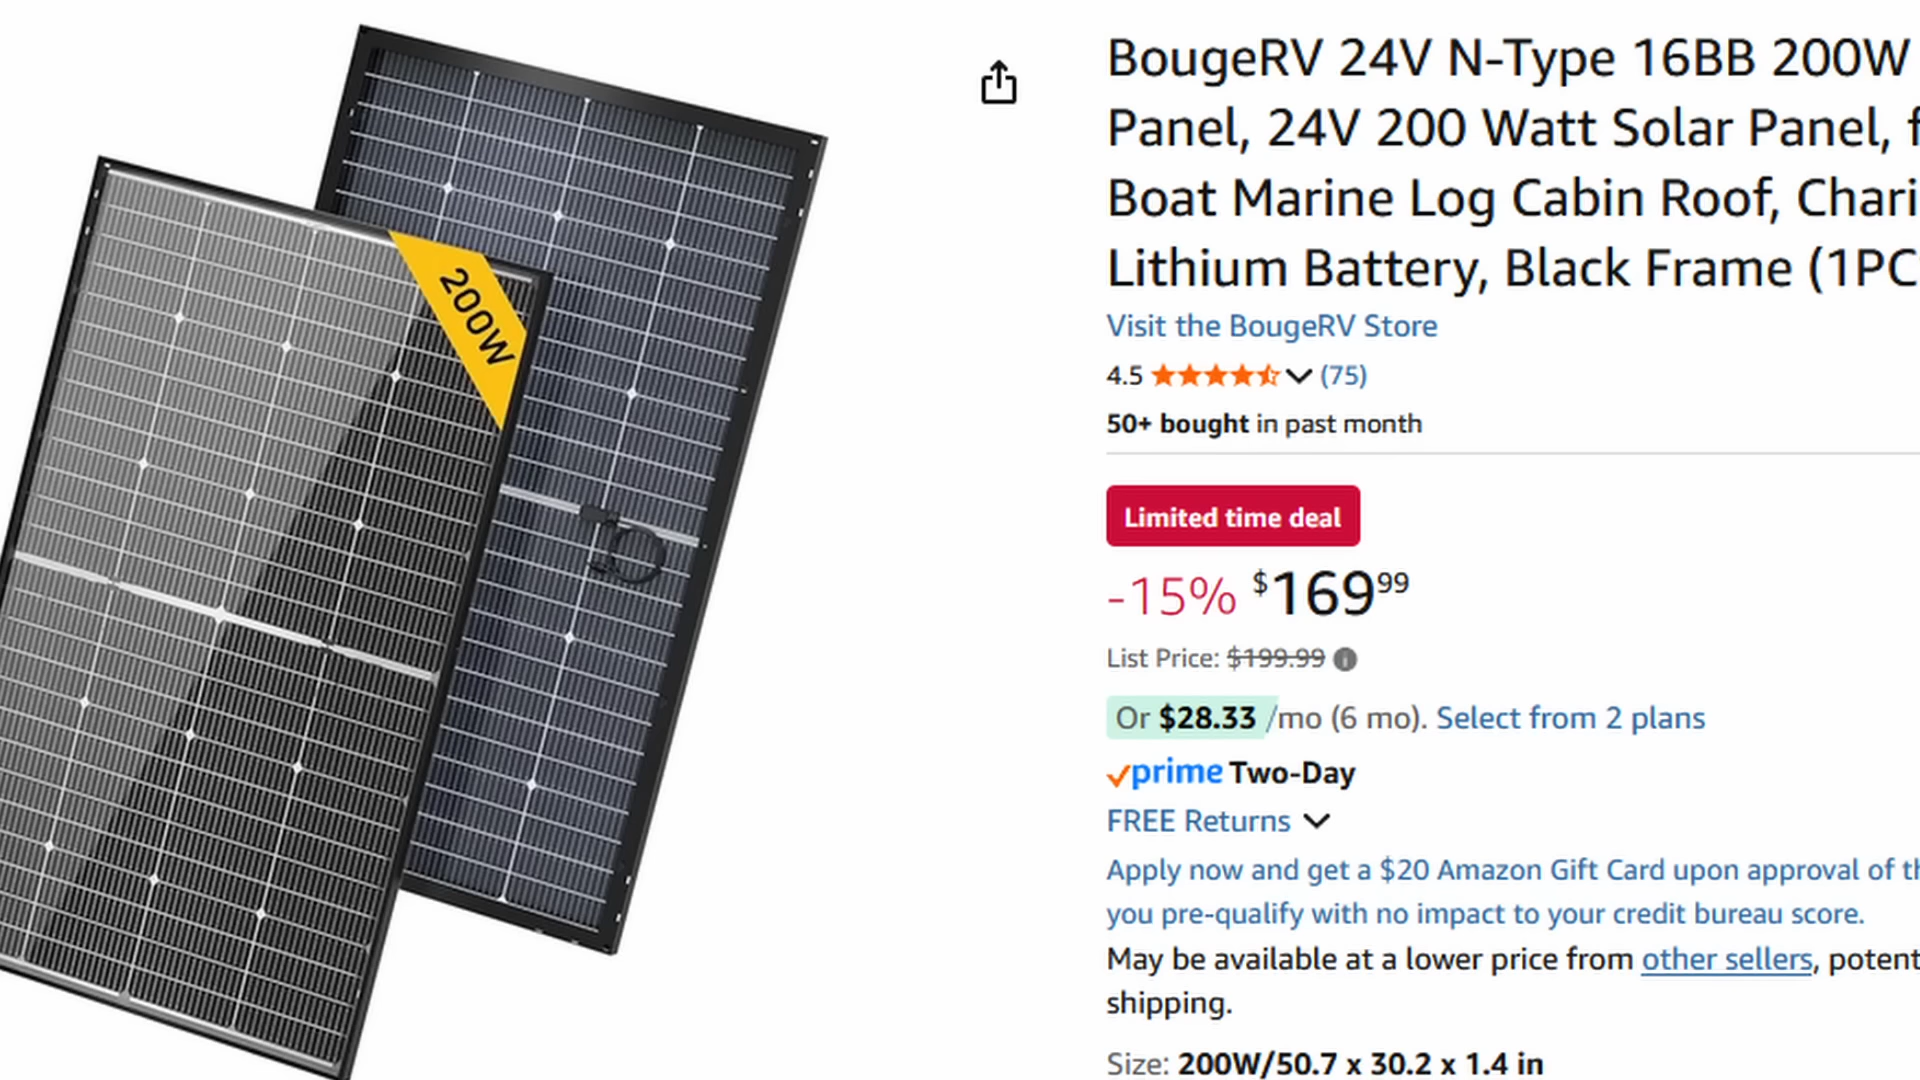 200W
BougeRV 24V N-Type 16BB 200W
Panel, 24V 200 Watt Solar Panel,
Boat Marine Log Cabin Roof,
Lithium Battery, Black Frame
Visit the BougeRV Store
4.5 (75)
50+ bought in past month
Limited time deal
-15% $169.99
List Price: $199.99
Or $28.33 /mo (6 mo). Select from 2 plans
prime Two-Day
FREE Returns
Apply now and get a $20 Amazon Gift Card upon approval of
you pre-qualify with no impact to your credit bureau score.
May be available at a lower price from other sellers,
shipping.
Size: 200W/50.7 x 30.2 x 1.4 in